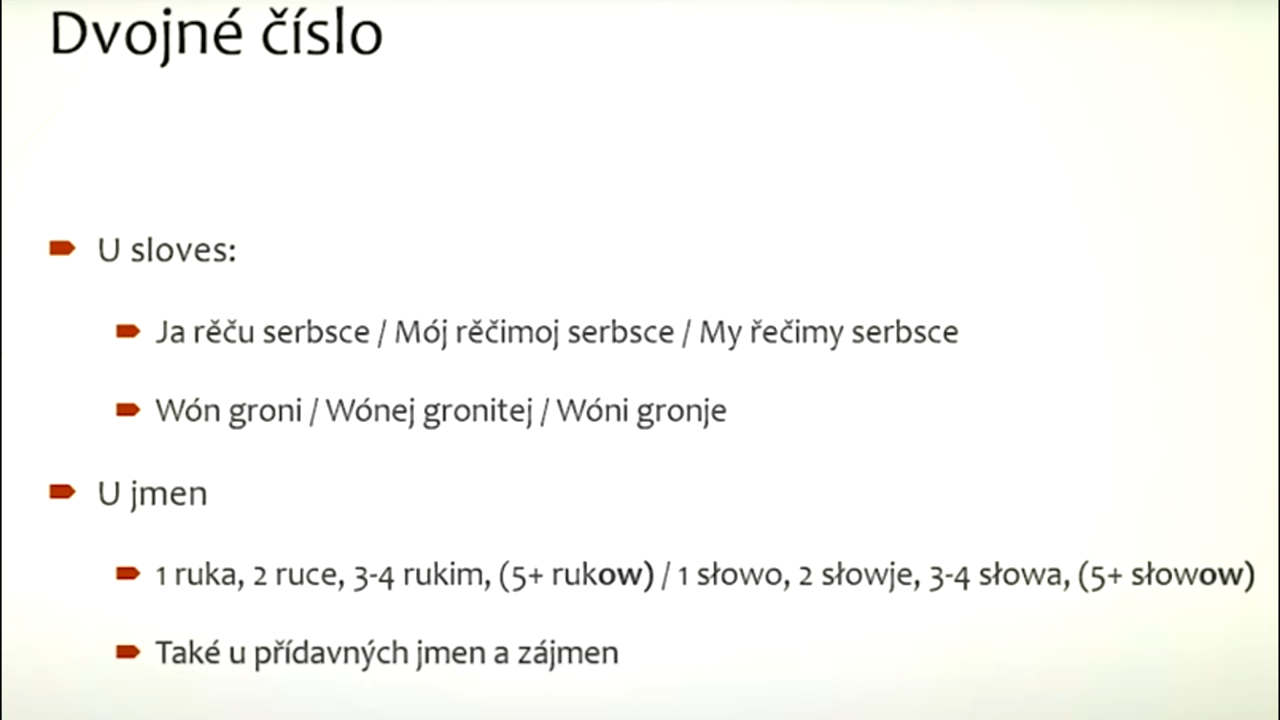 Dvojné číslo
U sloves:
Ja rěču serbsce / Mój rěčimoj serbsce / My řečimy serbsce
Wón groni / Wónej gronitej / Wóni gronje
U jmen
1 ruka, 2 ruce, 3-4 rukim, (5+ rukow) / 1 słowo, 2 słowje, 3-4 słowa, (5+ słowow)
Také u přídavných jmen a zájmen